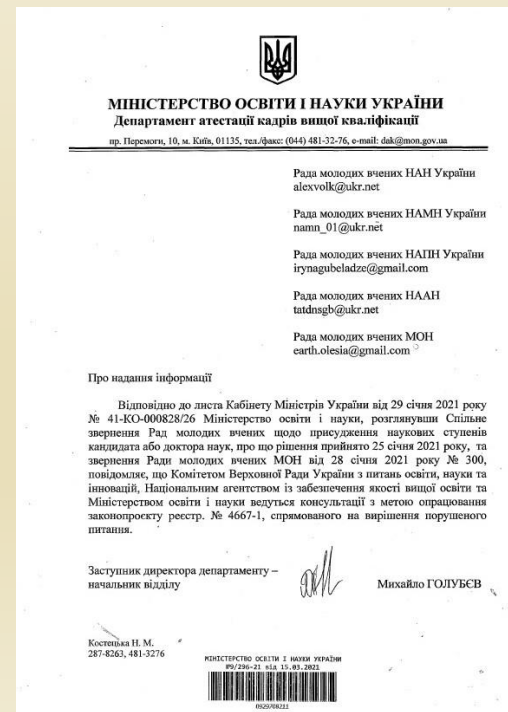 МІНІСТЕРСТВО ОСВІТИ І НАУКИ УКРАЇНИ
Департамент атестації кадрів вищої кваліфікації
пр. Перемоги, 10, м. Київ, 01135, тел./факс: (044) 481-32-76, e-mail: dak@mon.gov.ua
Рада молодих вчених НАН України
alexvolk@ukr.net
Рада молодих вчених НАМН України
namn_01@ukr.net
Рада молодих вчених НАПН України
irynagubeladze@gmail.com
Рада молодих вчених НААН
tatdnsgb@ukr.net
Рада молодих вчених МОН
earth.olesia@gmail.com
Про надання інформації
Відповідно до листа Кабінету Міністрів України від 29 січня 2021 року
№ 41-КО-000828/26 Міністерство освіти і науки, розглянувши Спільне
звернення Рад молодих вчених щодо присудження наукових ступенів
кандидата або доктора наук, про що рішення прийнято 25 січня 2021 року, та
звернення Ради молодих вчених МОН від 28 січня 2021 року № 300,
повідомляє, що Комітетом Верховної Ради України з питань освіти, науки та
інновацій, Національним агентством із забезпечення якості вищої освіти та
Міністерством освіти і науки ведуться консультації з метою опрацювання
законопроєкту реєстр. № 4667-1, спрямованого на вирішення порушеного
питання.
Заступник директора департаменту –
начальник відділу Михайло ГОЛУБЄВ
Костецька Н. М.
287-8263, 481-3276
МІНІСТЕРСТВО ОСВІТИ І НАУКИ УКРАЇНИ
№9/296-21 від 15.03.2021